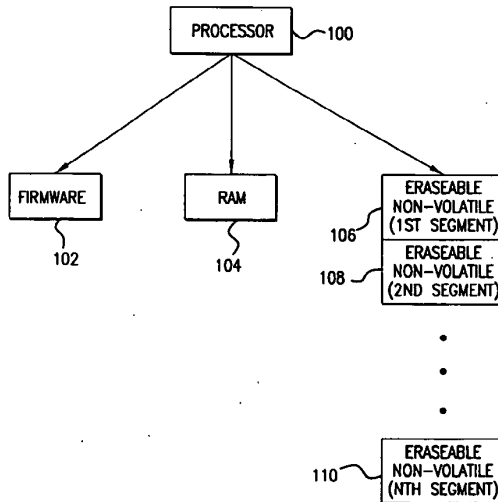 PROCESSOR
100
FIRMWARE
102
RAM
104
ERASEABLE
NON-VOLATILE
(1ST SEGMENT)
106
ERASEABLE
NON-VOLATILE
(2ND SEGMENT)
108
ERASEABLE
NON-VOLATILE
(NTH SEGMENT)
110